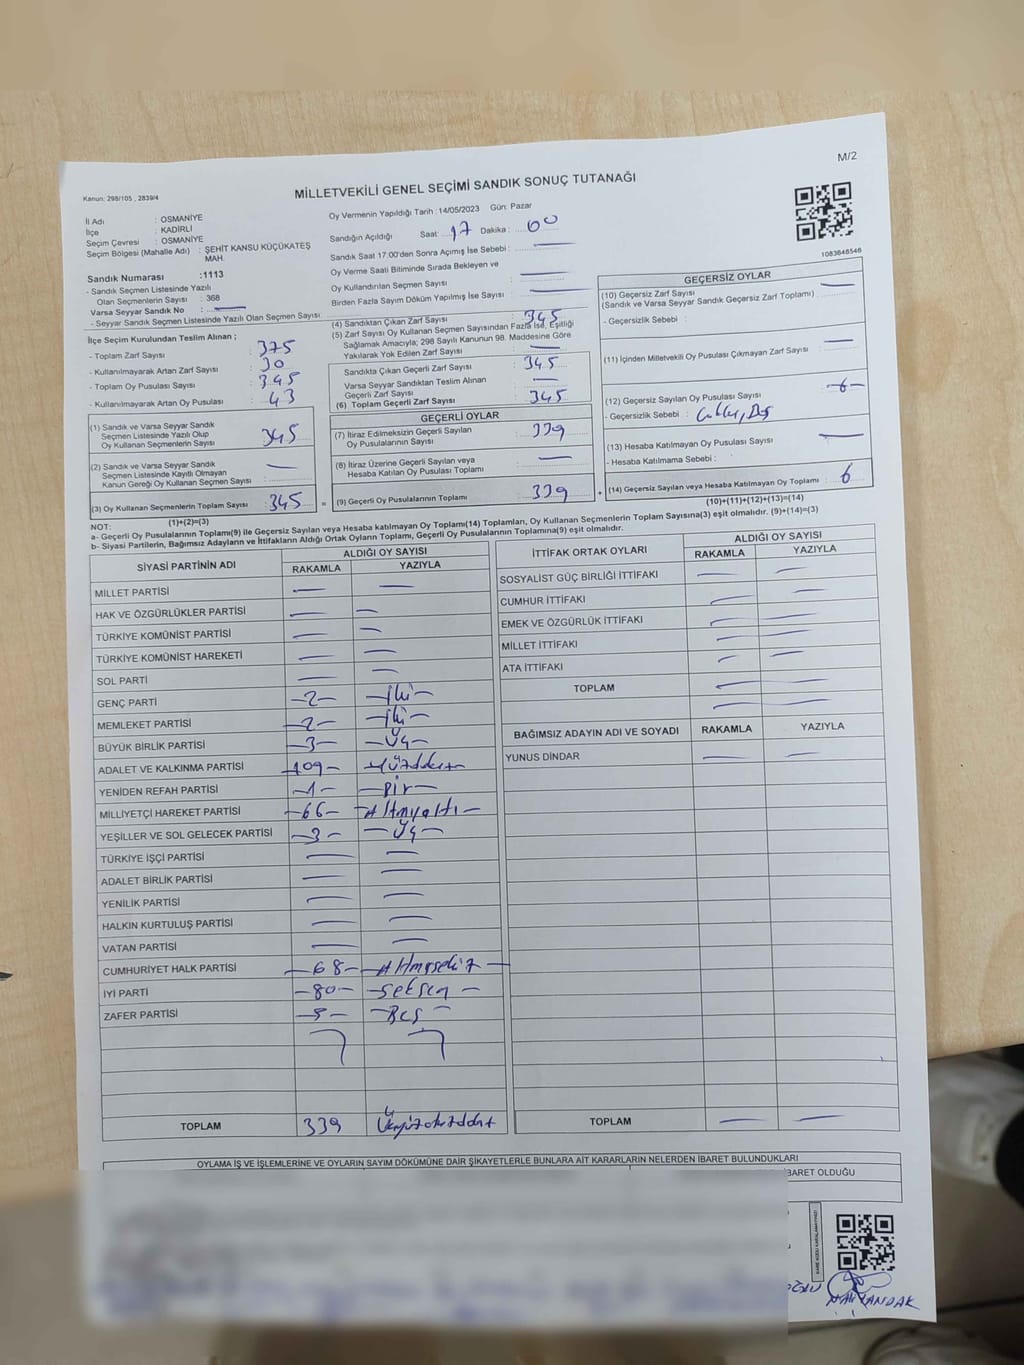 M/2
Kanun: 298/105 , 2839/4
MİLLETVEKİLİ GENEL SEÇİMİ SANDIK SONUÇ TUTANAĞI
İl Adı : OSMANİYE
İlçe : KADİRLİ
Seçim Çevresi : OSMANİYE
Seçim Bölgesi (Mahalle Adı) : ŞEHİT KANSU KÜÇÜKATEŞ MAH.
Sandık Numarası :1113
- Sandık Seçmen Listesinde Yazılı
Olan Seçmenlerin Sayısı : 368
Varsa Seyyar Sandık No : —
- Seyyar Sandık Seçmen Listesinde Yazılı Olan Seçmen Sayısı
Oy Vermenin Yapıldığı Tarih :14/05/2023 Gün: Pazar
Sandığın Açıldığı Saat: 17 Dakika : 00
Sandık Saat 17:00'den Sonra Açımış İse Sebebi : —
Oy Verme Saati Bitiminde Sırada Bekleyen ve
Oy Kullandırılan Seçmen Sayısı : —
Birden Fazla Sayım Döküm Yapılmış İse Sayısı : —
1083646546
İlçe Seçim Kurulundan Teslim Alınan ;
- Toplam Zarf Sayısı : 375
- Kullanılmayarak Artan Zarf Sayısı : 30
- Toplam Oy Pusulası Sayısı :
- Kullanılmayarak Artan Oy Pusulası : 43
(1) Sandık ve Varsa Seyyar Sandık
Seçmen Listesinde Yazılı Olup
Oy Kullanan Seçmenlerin Sayısı : 345
(2) Sandık ve Varsa Seyyar Sandık
Seçmen Listesinde Kayıtlı Olmayan
Kanun Gereği Oy Kullanan Seçmen Sayısı : —
(3) Oy Kullanan Seçmenlerin Toplam Sayısı : 345
(1)+(2)=(3)
(4) Sandıktan Çıkan Zarf Sayısı : 345
(5) Zarf Sayısı Oy Kullanan Seçmen Sayısından Fazla İse, Eşitliği
Sağlamak Amacıyla; 298 Sayılı Kanunun 98. Maddesine Göre
Yakılarak Yok Edilen Zarf Sayısı : —
Sandıkta Çıkan Geçerli Zarf Sayısı : 345
Varsa Seyyar Sandıktan Teslim Alınan
Geçerli Zarf Sayısı : —
(6) Toplam Geçerli Zarf Sayısı : 345
GEÇERLİ OYLAR
(7) İtiraz Edilmeksizin Geçerli Sayılan
Oy Pusulalarının Sayısı : 339
(8) İtiraz Üzerine Geçerli Sayılan veya
Hesaba Katılan Oy Pusulası Toplamı : —
= (9) Geçerli Oy Pusulalarının Toplamı : 339
GEÇERSİZ OYLAR
(10) Geçersiz Zarf Sayısı : —
(Sandık ve Varsa Seyyar Sandık Geçersiz Zarf Toplamı)
- Geçersizlik Sebebi :
(11) İçinden Milletvekili Oy Pusulası Çıkmayan Zarf Sayısı : —
(12) Geçersiz Sayılan Oy Pusulası Sayısı : -6-
- Geçersizlik Sebebi :
(13) Hesaba Katılmayan Oy Pusulası Sayısı : —
- Hesaba Katılmama Sebebi :
+ (14) Geçersiz Sayılan veya Hesaba Katılmayan Oy Toplamı : 6
(10)+(11)+(12)+(13)=(14)
NOT:
a- Geçerli Oy Pusulalarının Toplamı(9) ile Geçersiz Sayılan veya Hesaba katılmayan Oy Toplamı(14) Toplamları, Oy Kullanan Seçmenlerin Toplam Sayısına(3) eşit olmalıdır. (9)+(14)=(3)
b- Siyasi Partilerin, Bağımsız Adayların ve İttifakların Aldığı Ortak Oyların Toplamı, Geçerli Oy Pusulalarının Toplamına(9) eşit olmalıdır.
SİYASİ PARTİNİN ADI ALDIĞI OY SAYISI
RAKAMLA YAZIYLA
MİLLET PARTİSİ — —
HAK VE ÖZGÜRLÜKLER PARTİSİ — —
TÜRKİYE KOMÜNİST PARTİSİ — —
TÜRKİYE KOMÜNİST HAREKETİ — —
SOL PARTİ — —
GENÇ PARTİ -2- -İki-
MEMLEKET PARTİSİ -2- -İki-
BÜYÜK BİRLİK PARTİSİ -3- -Üç-
ADALET VE KALKINMA PARTİSİ -109- -Yüzdokuz-
YENİDEN REFAH PARTİSİ -1- -Bir-
MİLLİYETÇİ HAREKET PARTİSİ -66- -Altmışaltı-
YEŞİLLER VE SOL GELECEK PARTİSİ -3- -Üç-
TÜRKİYE İŞÇİ PARTİSİ — —
ADALET BİRLİK PARTİSİ — —
YENİLİK PARTİSİ — —
HALKIN KURTULUŞ PARTİSİ — —
VATAN PARTİSİ — —
CUMHURİYET HALK PARTİSİ -68- -Altmışsekiz-
İYİ PARTİ -80- -Seksen-
ZAFER PARTİSİ -5- -Beş-
TOPLAM 339 Üçyüzotuzdokuz
İTTİFAK ORTAK OYLARI ALDIĞI OY SAYISI
RAKAMLA YAZIYLA
SOSYALİST GÜÇ BİRLİĞİ İTTİFAKI — —
CUMHUR İTTİFAKI — —
EMEK VE ÖZGÜRLÜK İTTİFAKI — —
MİLLET İTTİFAKI — —
ATA İTTİFAKI — —
TOPLAM — —
BAĞIMSIZ ADAYIN ADI VE SOYADI RAKAMLA YAZIYLA
YUNUS DİNDAR — —
TOPLAM — —
OYLAMA İŞ VE İŞLEMLERİNE VE OYLARIN SAYIM DÖKÜMÜNE DAİR ŞİKAYETLERLE BUNLARA AİT KARARLARIN NELERDEN İBARET BULUNDUKLARI
İBARET OLDUĞU